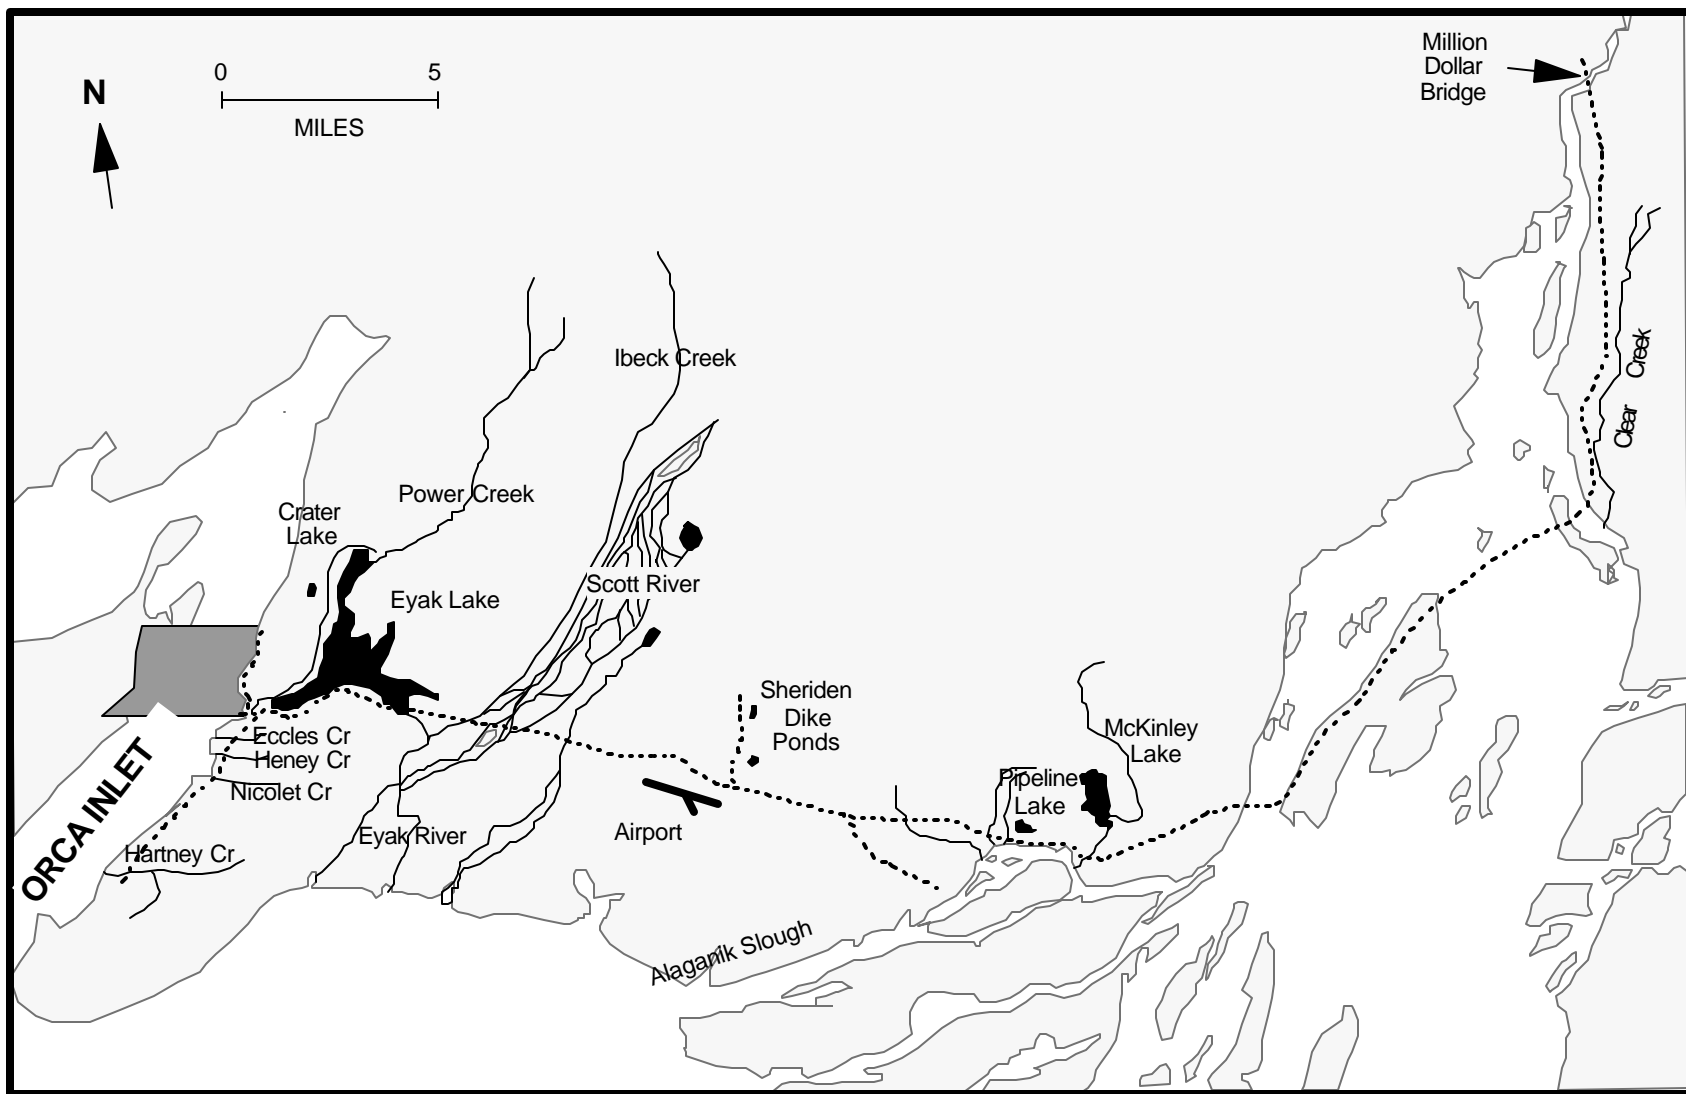 Million
Dollar
Bridge
0 5
N
MILES
Ibeck Creek
Creek
Clear
Power Creek
Crater
Lake
Scott River
Eyak Lake
Sheriden
Dike
Ponds
McKinley
Lake
Eccles Cr
Heney Cr
Pipeline
Lake
Nicolet Cr
ORCA INLET
Eyak River
Airport
Hartney Cr
Alaganik Slough